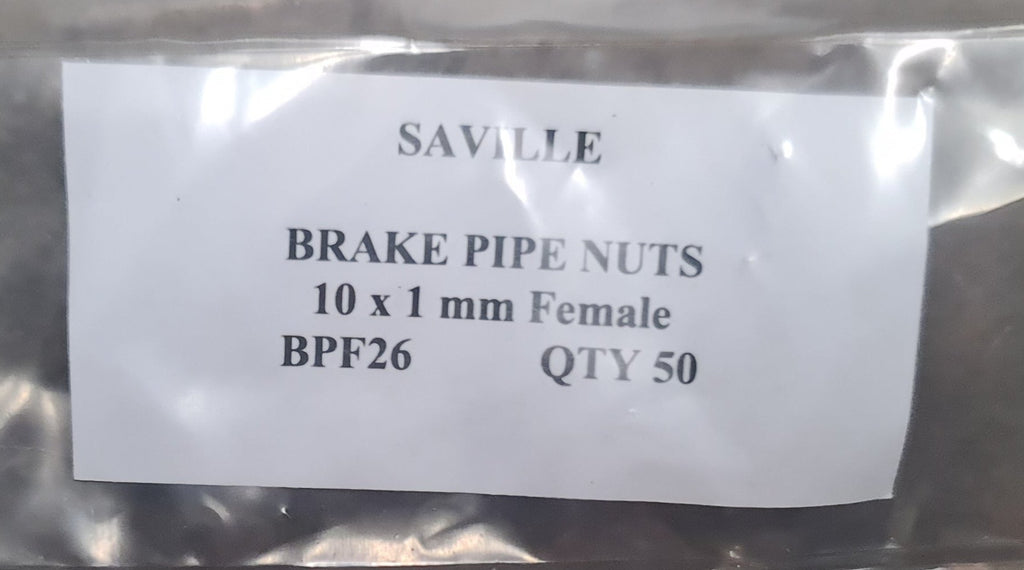 SAVILLE
BRAKE PIPE NUTS
10 x 1 mm Female
BPF26 QTY 50